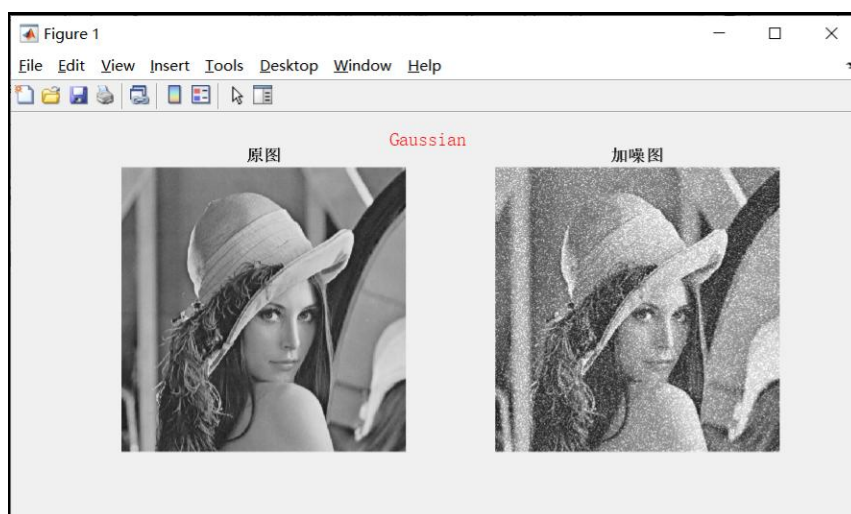 Figure 1
File Edit View Insert Tools Desktop Window Help
Gaussian
原图
加噪图